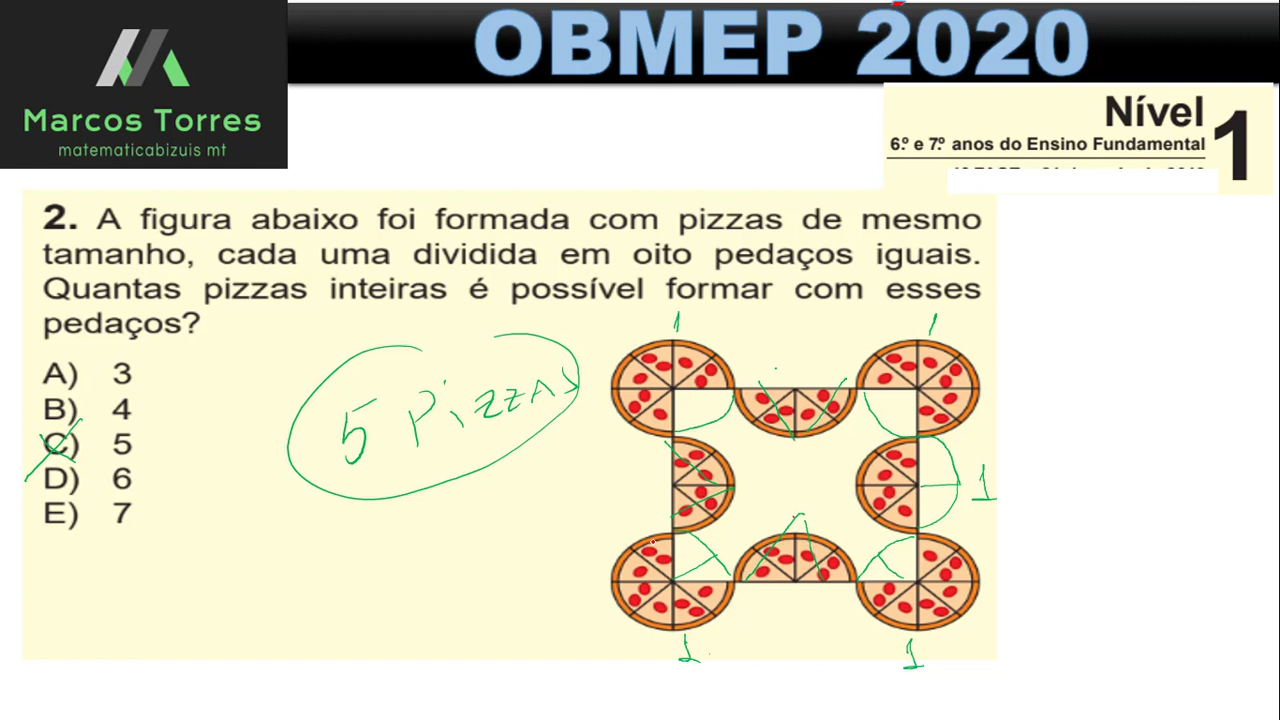 OBMEP 2020
Marcos Torres
matematicabizuis mt
Nível 1
6.º e 7.º anos do Ensino Fundamental
2. A figura abaixo foi formada com pizzas de mesmo
tamanho, cada uma dividida em oito pedaços iguais.
Quantas pizzas inteiras é possível formar com esses
pedaços?
A) 3
B) 4
C) 5
D) 6
E) 7
5 PizzAS
1
1
1
1
1